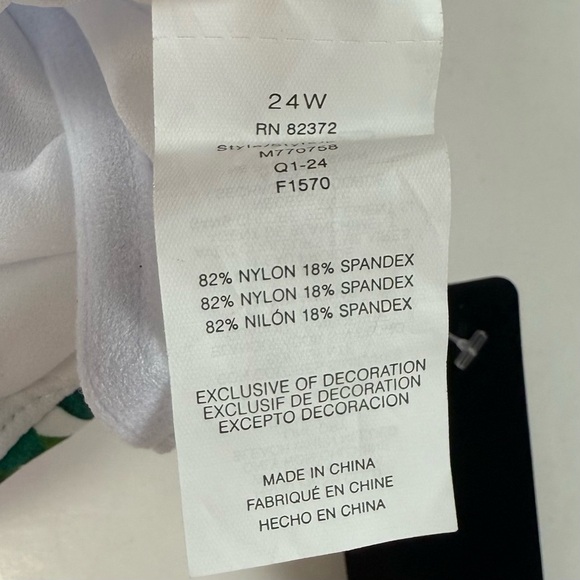 24W
RN 82372
M770758
Q1-24
F1570
82% NYLON 18% SPANDEX
82% NYLON 18% SPANDEX
82% NILÓN 18% SPANDEX
EXCLUSIVE OF DECORATION
EXCLUSIF DE DECORATION
EXCEPTO DECORACION
MADE IN CHINA
FABRIQUÉ EN CHINE
HECHO EN CHINA